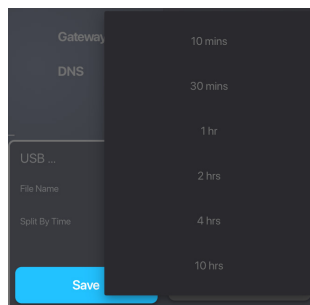 Gateway
DNS
USB ...
File Name
Split By Time
Save
10 mins
30 mins
1 hr
2 hrs
4 hrs
10 hrs